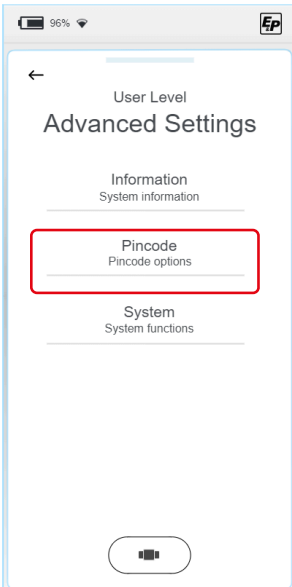 96%
EP
User Level
Advanced Settings
Information
System information
Pincode
Pincode options
System
System functions